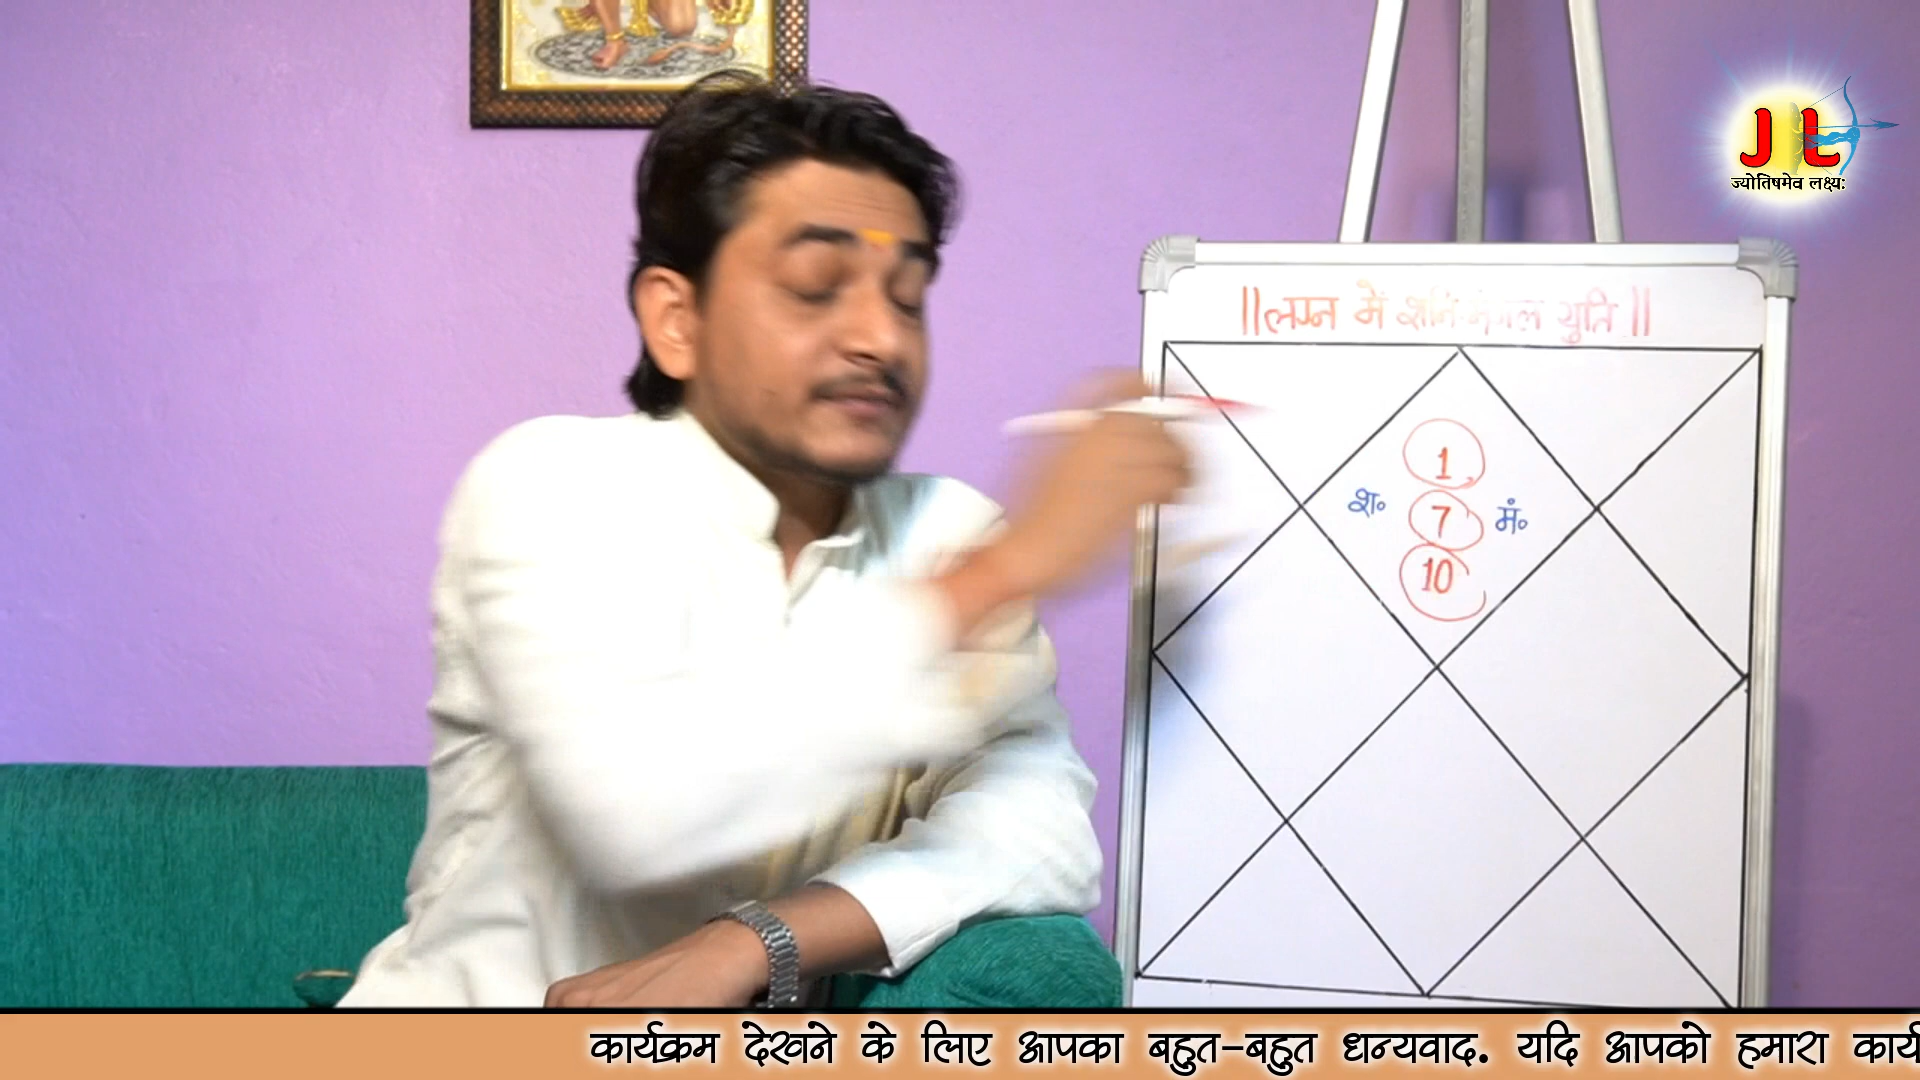 J L
ज्योतिषमेव लक्ष्यः
||लग्न में शनि-मंगल युति||
1
श० 7 मं०
10
कार्यक्रम देखने के लिए आपका बहुत-बहुत धन्यवाद. यदि आपको हमारा कार्य